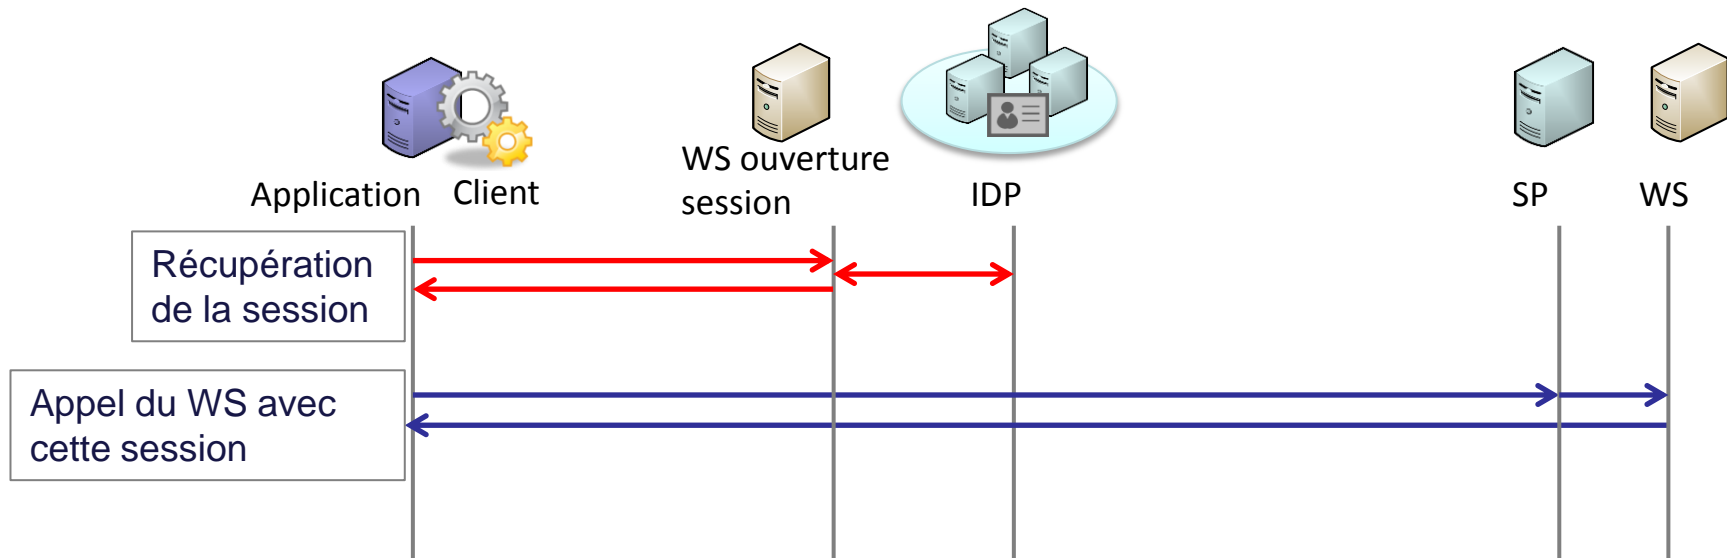 Application
Client
WS ouverture
session
IDP
SP
WS
Récupération
de la session
Appel du WS avec
cette session